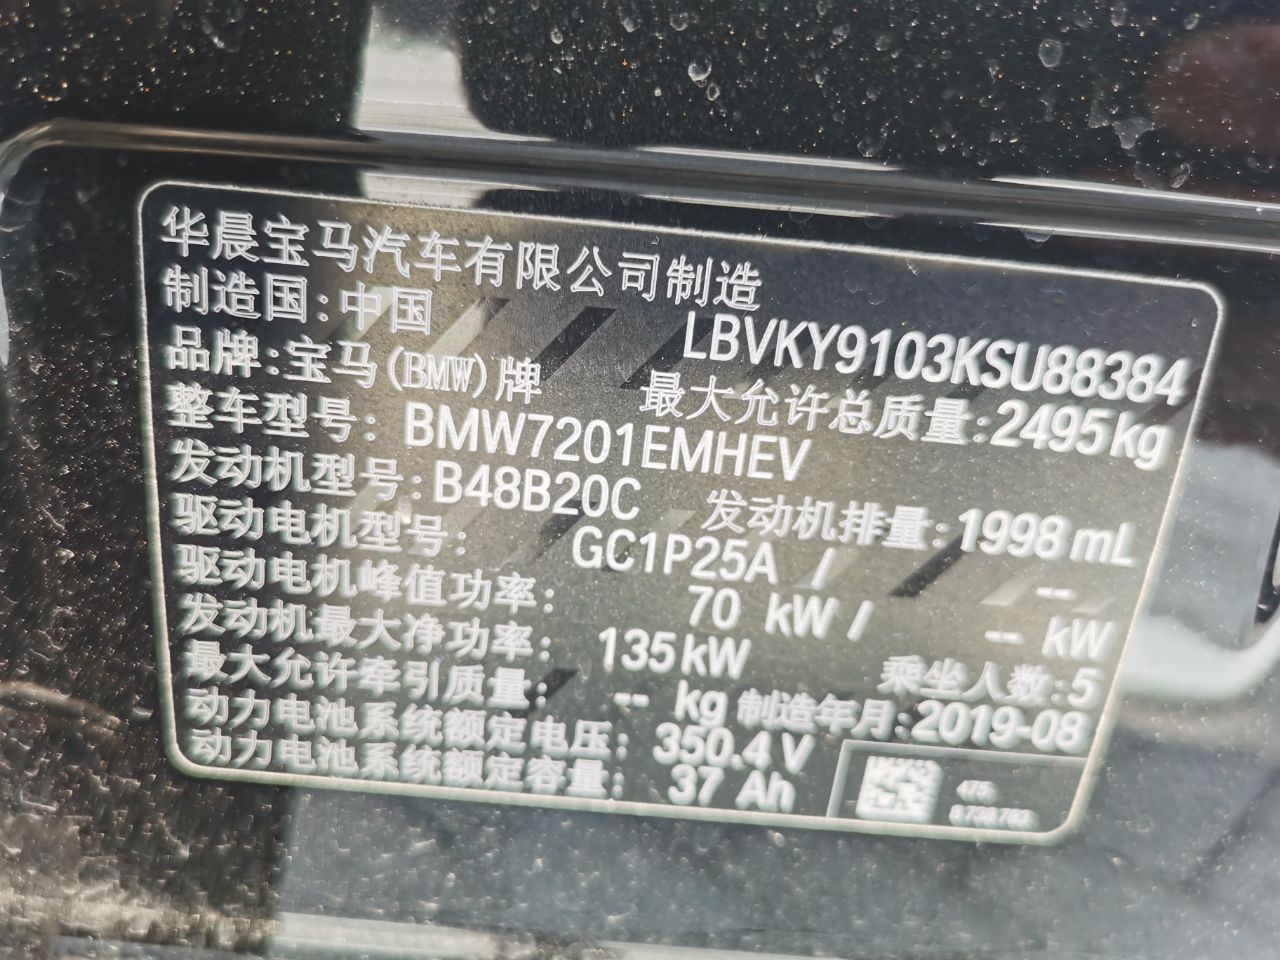 华晨宝马汽车有限公司制造
制造国:中国
LBVKY9103KSU88384
品牌:宝马(BMW)牌
最大允许总质量:2495kg
整车型号: BMW7201EMHEV
发动机型号:B48B20C 发动机排量:1998mL
驱动电机型号: GC1P25A / --
驱动电机峰值功率: 70 kW / -- kW
发动机最大净功率: 135kW 乘坐人数:5
最大允许牵引质量: -- kg 制造年月:2019-08
动力电池系统额定电压: 350.4 V
动力电池系统额定容量: 37 Ah